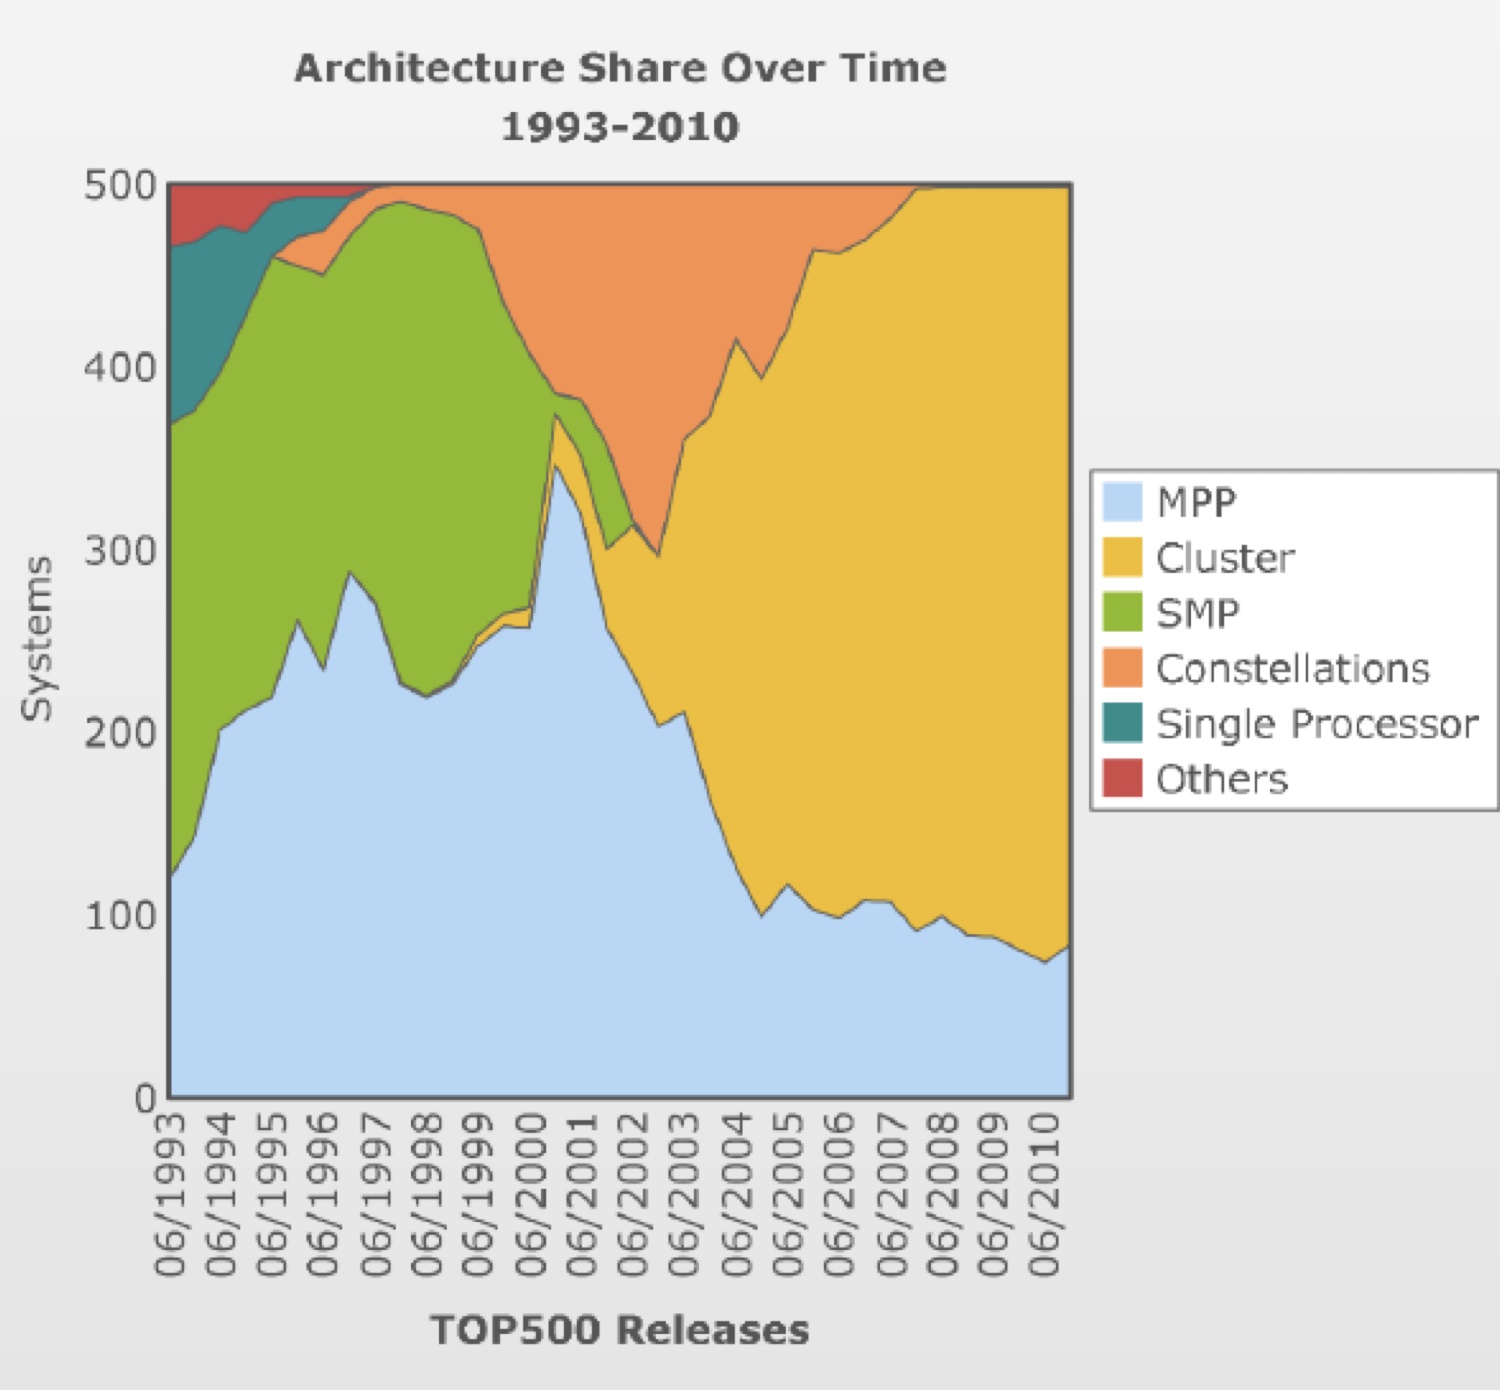 Architecture Share Over Time
1993-2010
500
400
300
200
100
0
Systems
06/1993
06/1994
06/1995
06/1996
06/1997
06/1998
06/1999
06/2000
06/2001
06/2002
06/2003
06/2004
06/2005
06/2006
06/2007
06/2008
06/2009
06/2010
TOP500 Releases
MPP
Cluster
SMP
Constellations
Single Processor
Others